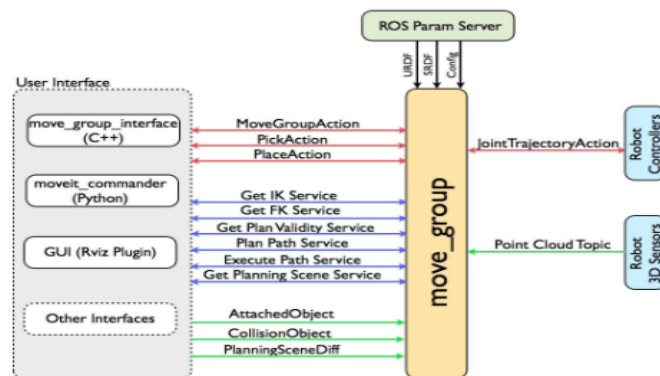 ROS Param Server
URDF
SRDF
Config
User Interface
move_group_interface
(C++)
moveit_commander
(Python)
GUI (Rviz Plugin)
Other Interfaces
MoveGroupAction
PickAction
PlaceAction
Get IK Service
Get FK Service
Get Plan Validity Service
Plan Path Service
Execute Path Service
Get Planning Scene Service
AttachedObject
CollisionObject
PlanningSceneDiff
move_group
JointTrajectoryAction
Point Cloud Topic
Robot
Controllers
Robot
3D Sensors